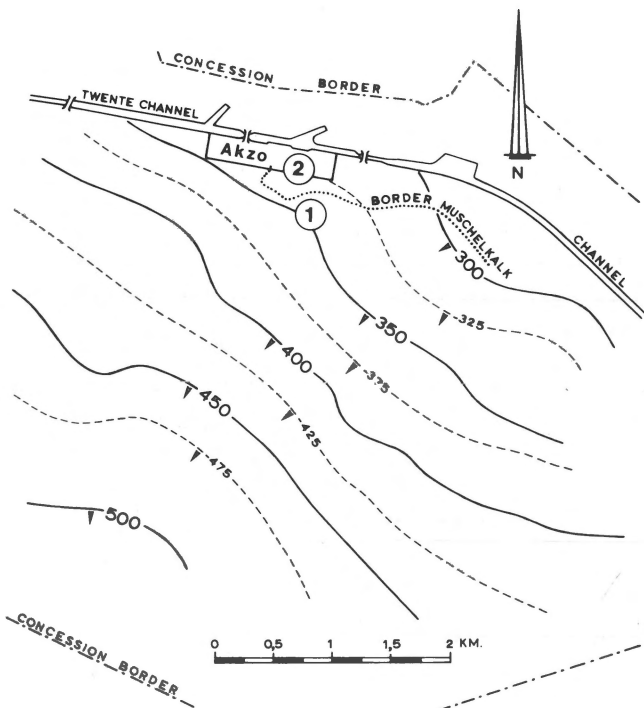 CONCESSION BORDER
TWENTE CHANNEL
Akzo
2
N
BORDER MUSCHELKALK
1
CHANNEL
300
-325
350
400
-375
450
-425
-475
500
CONCESSION BORDER
0 0,5 1 1,5 2 KM.